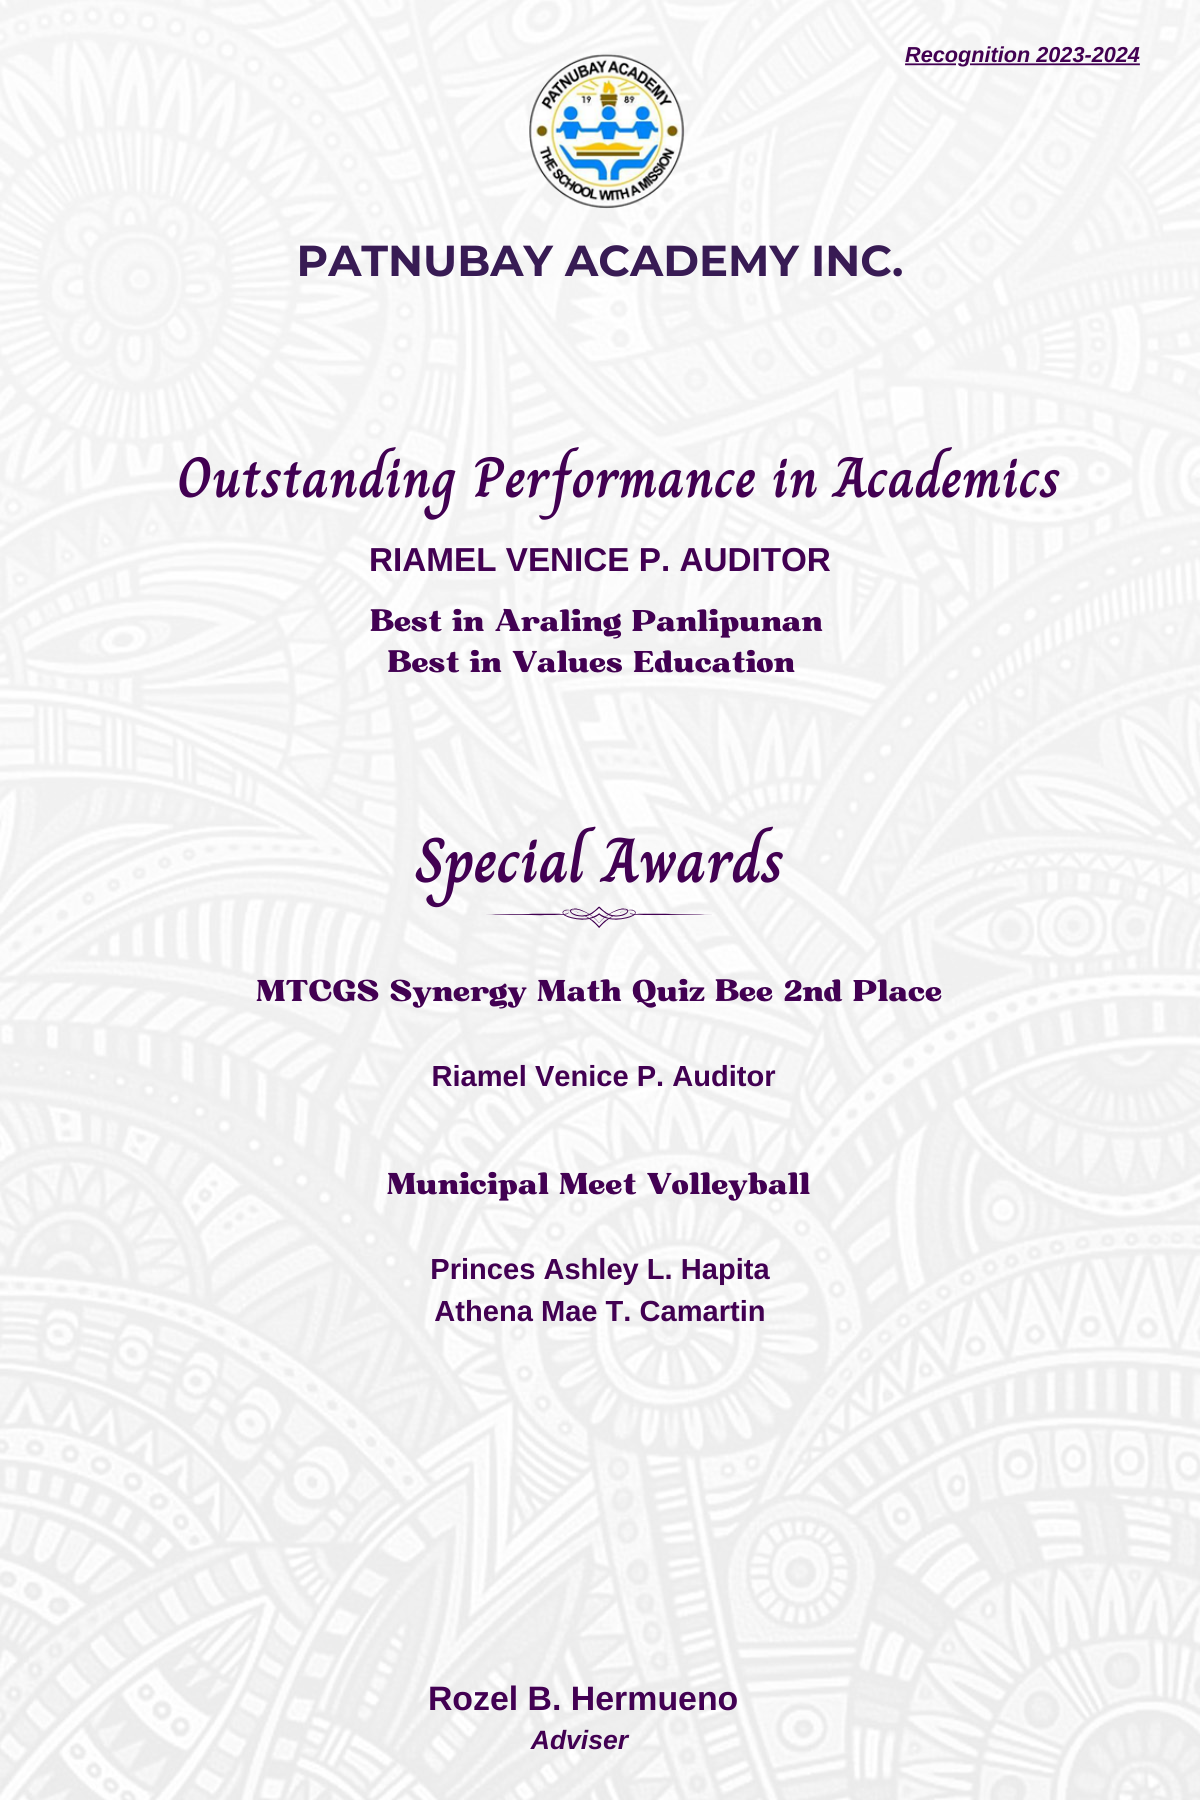 Recognition 2023-2024
PATNUBAY ACADEMY
19 89
THE SCHOOL WITH A MISSION
PATNUBAY ACADEMY INC.
Outstanding Performance in Academics
RIAMEL VENICE P. AUDITOR
Best in Araling Panlipunan
Best in Values Education
Special Awards
MTCGS Synergy Math Quiz Bee 2nd Place
Riamel Venice P. Auditor
Municipal Meet Volleyball
Princes Ashley L. Hapita
Athena Mae T. Camartin
Rozel B. Hermueno
Adviser